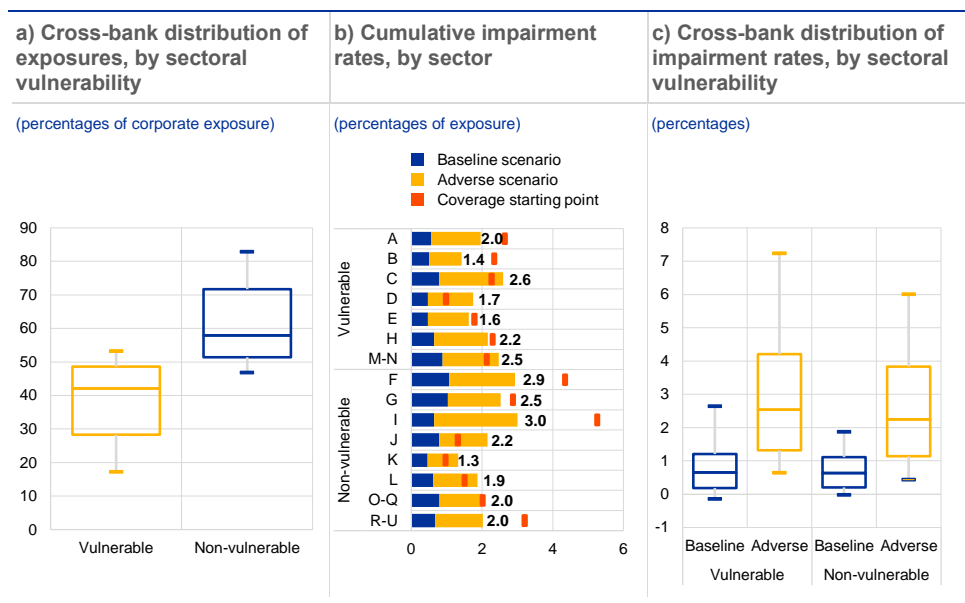 a) Cross-bank distribution of
exposures, by sectoral
vulnerability
(percentages of corporate exposure)
90
80
70
60
50
40
30
20
10
0
Vulnerable
Non-vulnerable
b) Cumulative impairment
rates, by sector
(percentages of exposure)
Baseline scenario
Adverse scenario
Coverage starting point
Vulnerable
A 2.0
B 1.4
C 2.6
D 1.7
E 1.6
H 2.2
M-N 2.5
Non-vulnerable
F 2.9
G 2.5
I 3.0
J 2.2
K 1.3
L 1.9
O-Q 2.0
R-U 2.0
0 2 4 6
c) Cross-bank distribution of
impairment rates, by sectoral
vulnerability
(percentages)
8
7
6
5
4
3
2
1
0
-1
Baseline Adverse Baseline Adverse
Vulnerable Non-vulnerable